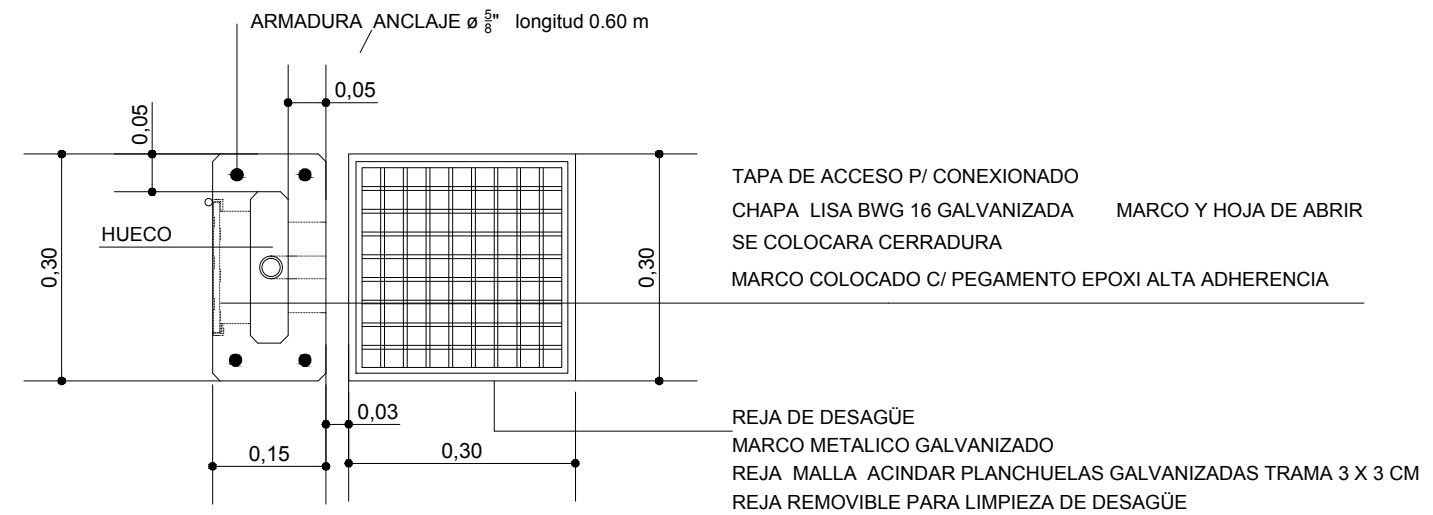 ARMADURA ANCLAJE ø 5/8" longitud 0.60 m
0,05
0,05
TAPA DE ACCESO P/ CONEXIONADO
CHAPA LISA BWG 16 GALVANIZADA MARCO Y HOJA DE ABRIR
HUECO
SE COLOCARA CERRADURA
0,30
0,30
MARCO COLOCADO C/ PEGAMENTO EPOXI ALTA ADHERENCIA
0,03
REJA DE DESAGÜE
MARCO METALICO GALVANIZADO
0,15
0,30
REJA MALLA ACINDAR PLANCHUELAS GALVANIZADAS TRAMA 3 X 3 CM
REJA REMOVIBLE PARA LIMPIEZA DE DESAGÜE